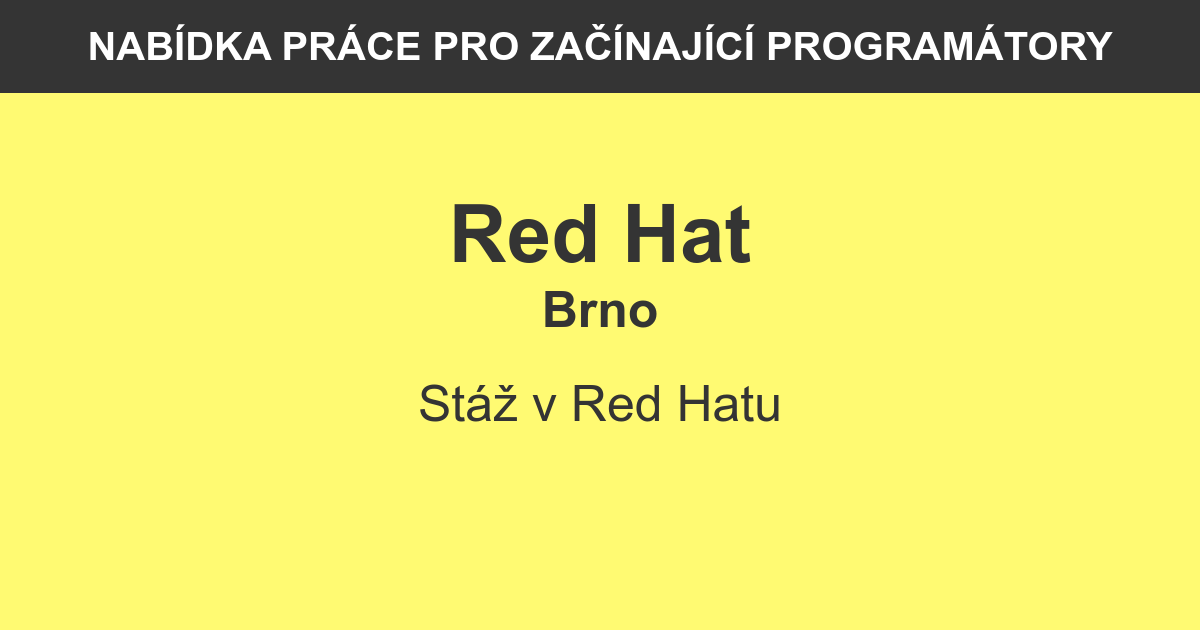 NABÍDKA PRÁCE PRO ZAČÍNAJÍCÍ PROGRAMÁTORY
Red Hat
Brno
Stáž v Red Hatu